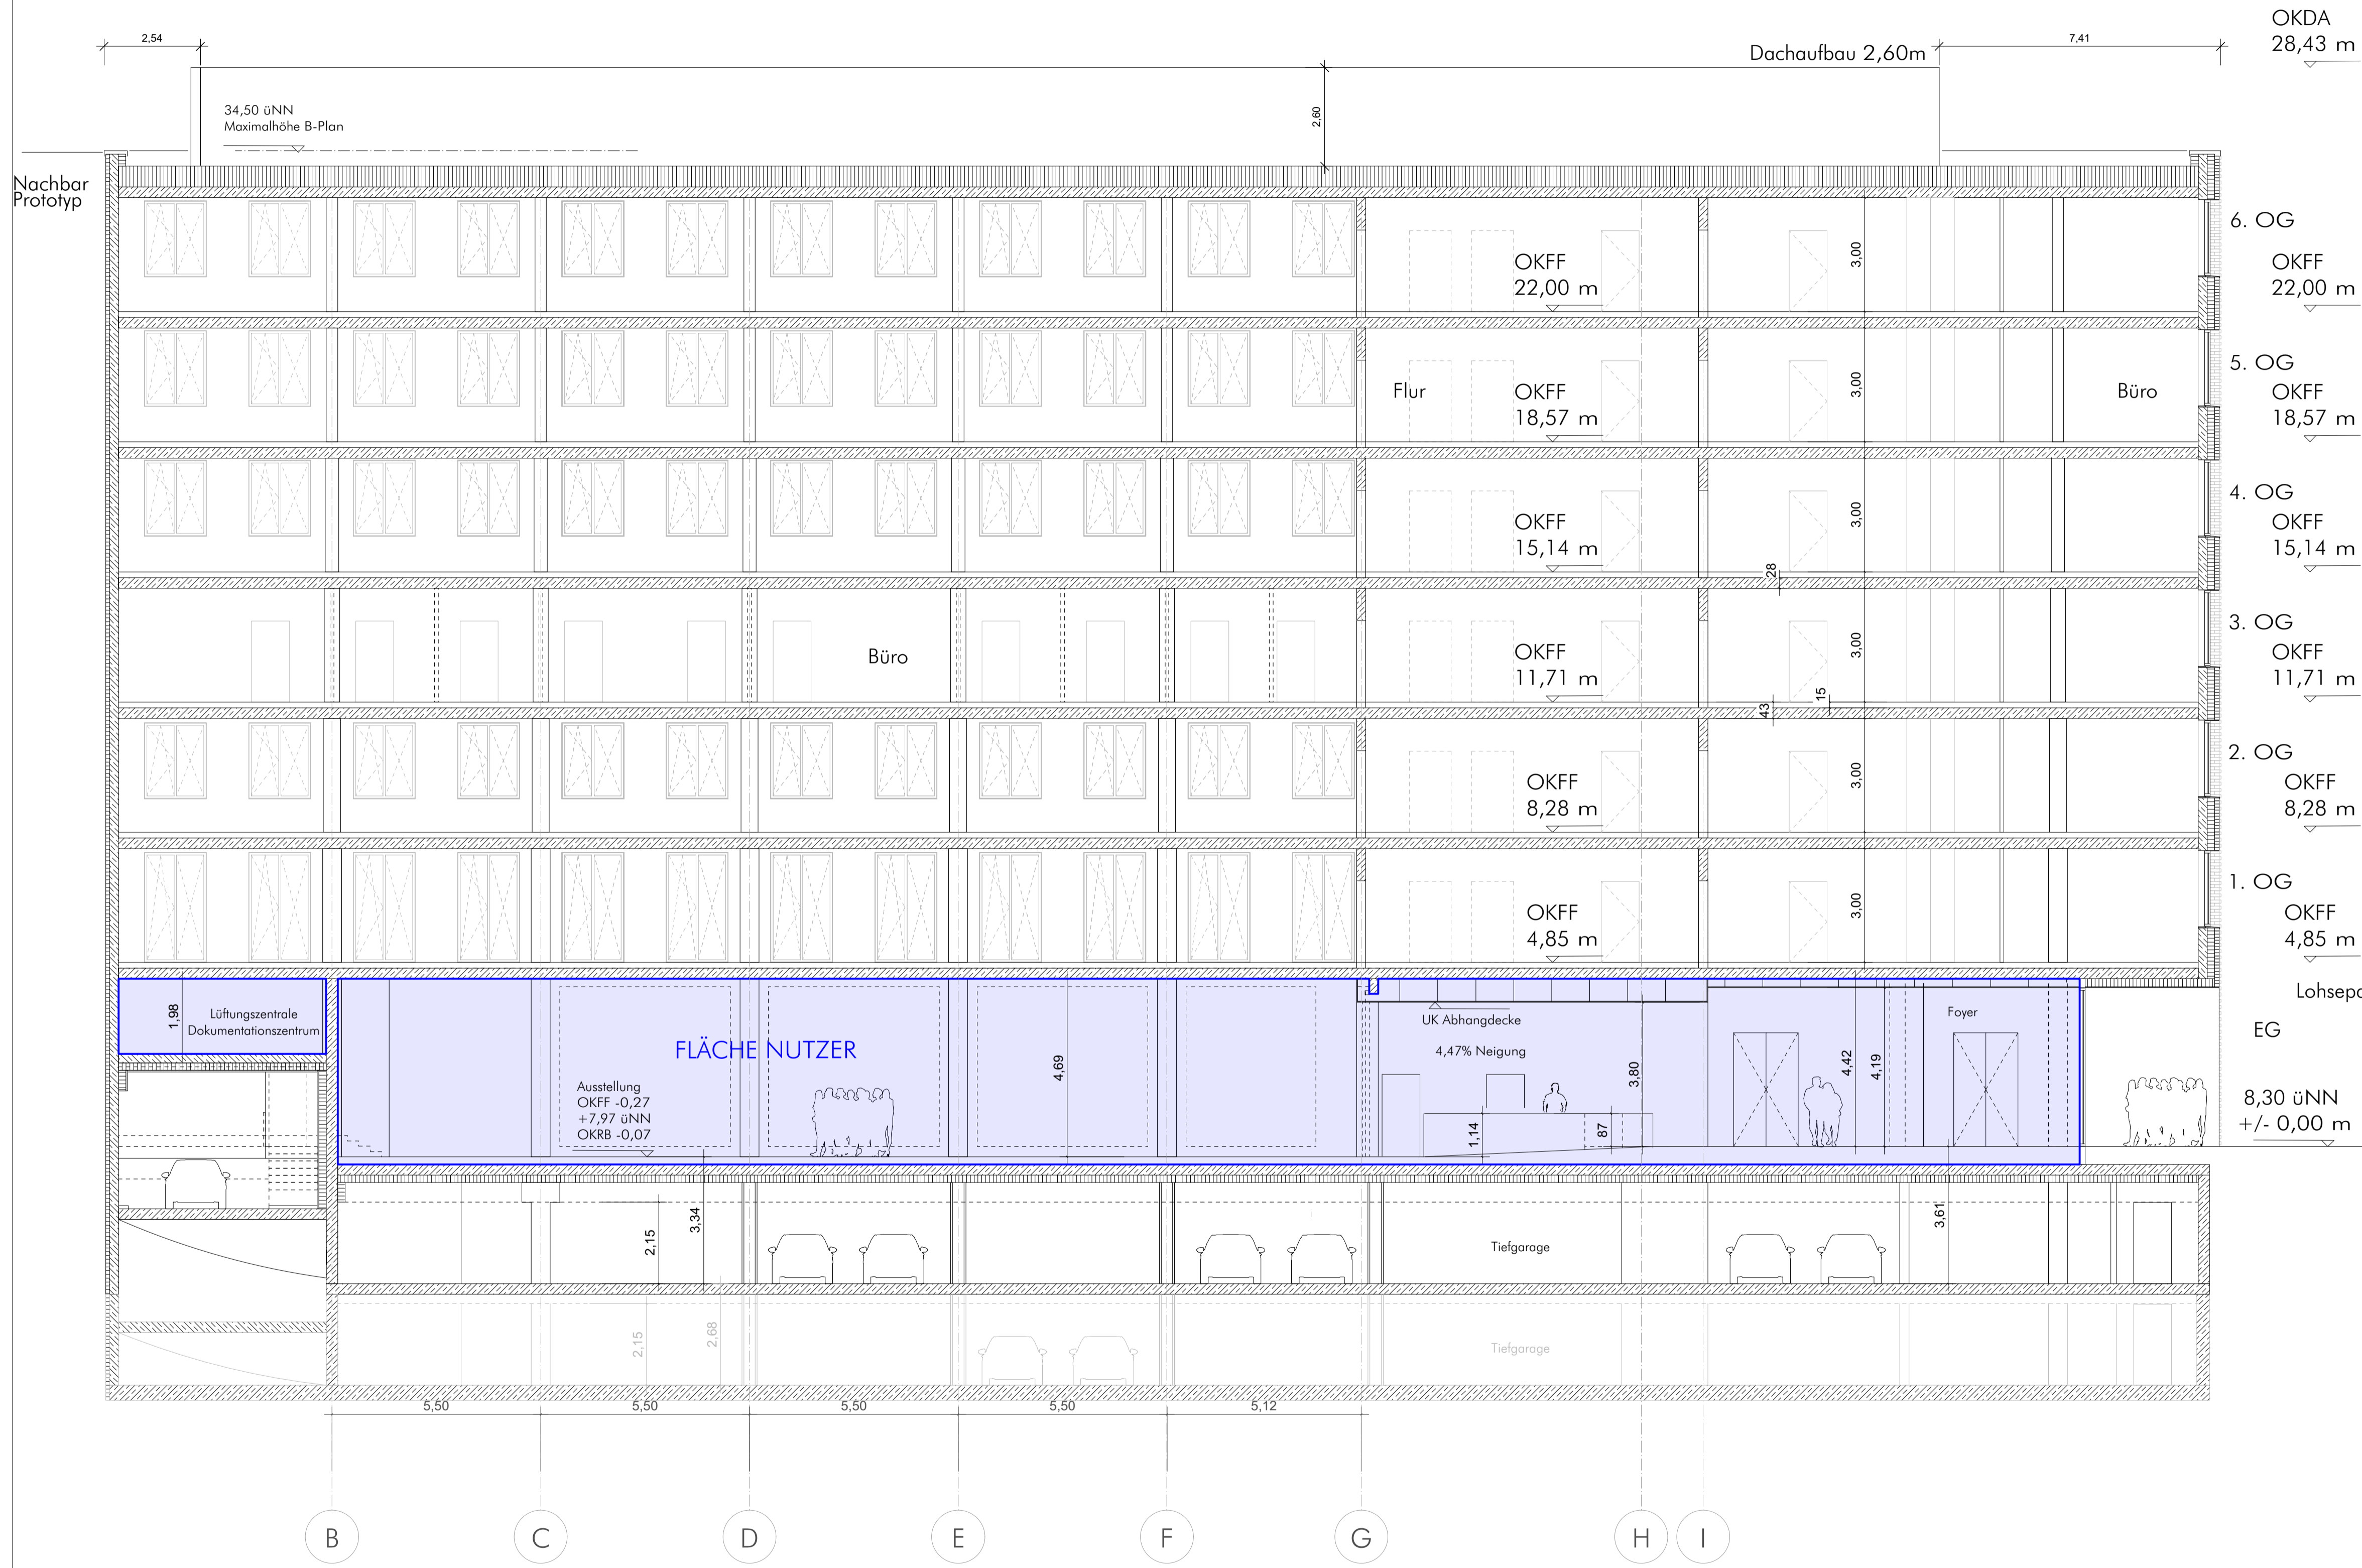 OKDA
28,43 m
2,54
Dachaufbau 2,60m
7,41
34,50 üNN
Maximalhöhe B-Plan
2,60
Nachbar
Prototyp
6. OG
3,00
OKFF
22,00 m
OKFF
22,00 m
5. OG
Flur
OKFF
18,57 m
3,00
Büro
OKFF
18,57 m
4. OG
OKFF
15,14 m
3,00
OKFF
15,14 m
28
3. OG
Büro
OKFF
11,71 m
3,00
OKFF
11,71 m
15
43
2. OG
OKFF
8,28 m
3,00
OKFF
8,28 m
1. OG
OKFF
4,85 m
3,00
OKFF
4,85 m
1,98
Lüftungszentrale
Dokumentationszentrum
FLÄCHE NUTZER
Ausstellung
OKFF -0,27
+7,97 üNN
OKRB -0,07
4,69
UK Abhangdecke
4,47% Neigung
1,14
87
3,80
4,42
4,19
Foyer
Lohsepa
EG
8,30 üNN
+/- 0,00 m
2,15
3,34
Tiefgarage
3,61
2,15
2,68
Tiefgarage
5,50
5,50
5,50
5,50
5,12
B
C
D
E
F
G
H
I